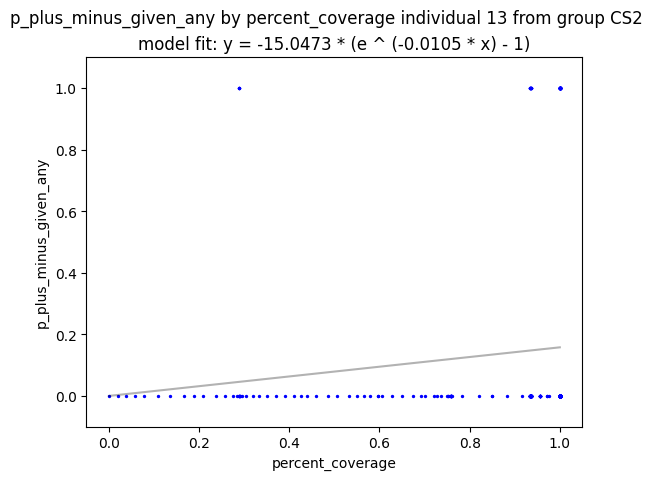 p_plus_minus_given_any by percent_coverage individual 13 from group CS2
model fit: y = -15.0473 * (e ^ (-0.0105 * x) - 1)
1.0
0.8
0.6
0.4
0.2
0.0
p_plus_minus_given_any
0.0 0.2 0.4 0.6 0.8 1.0
percent_coverage